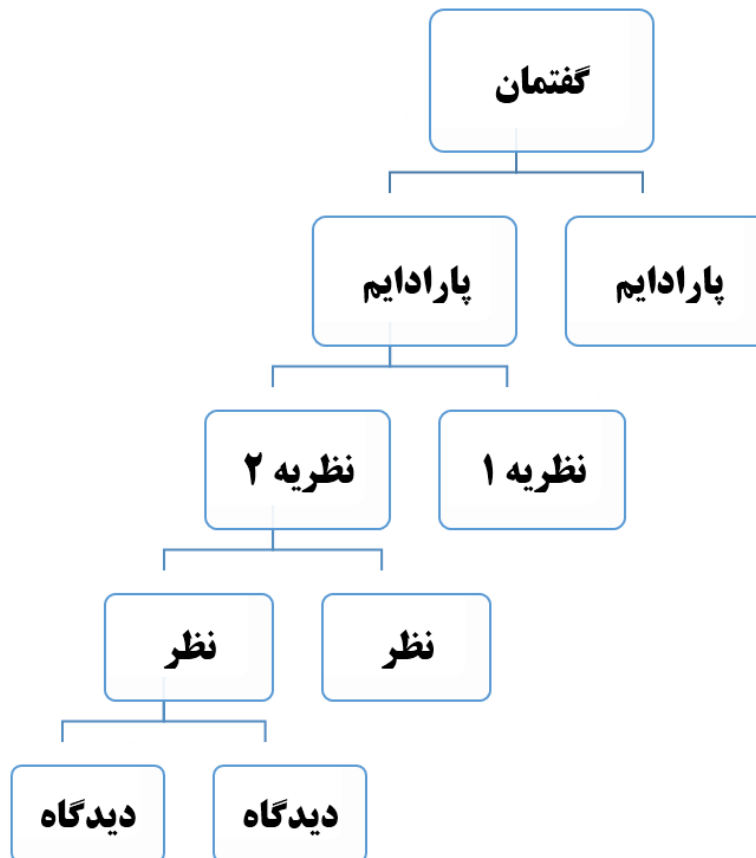 گفتمان
پارادایم
پارادایم
نظریه ۱
نظریه ۲
نظر
نظر
دیدگاه
دیدگاه